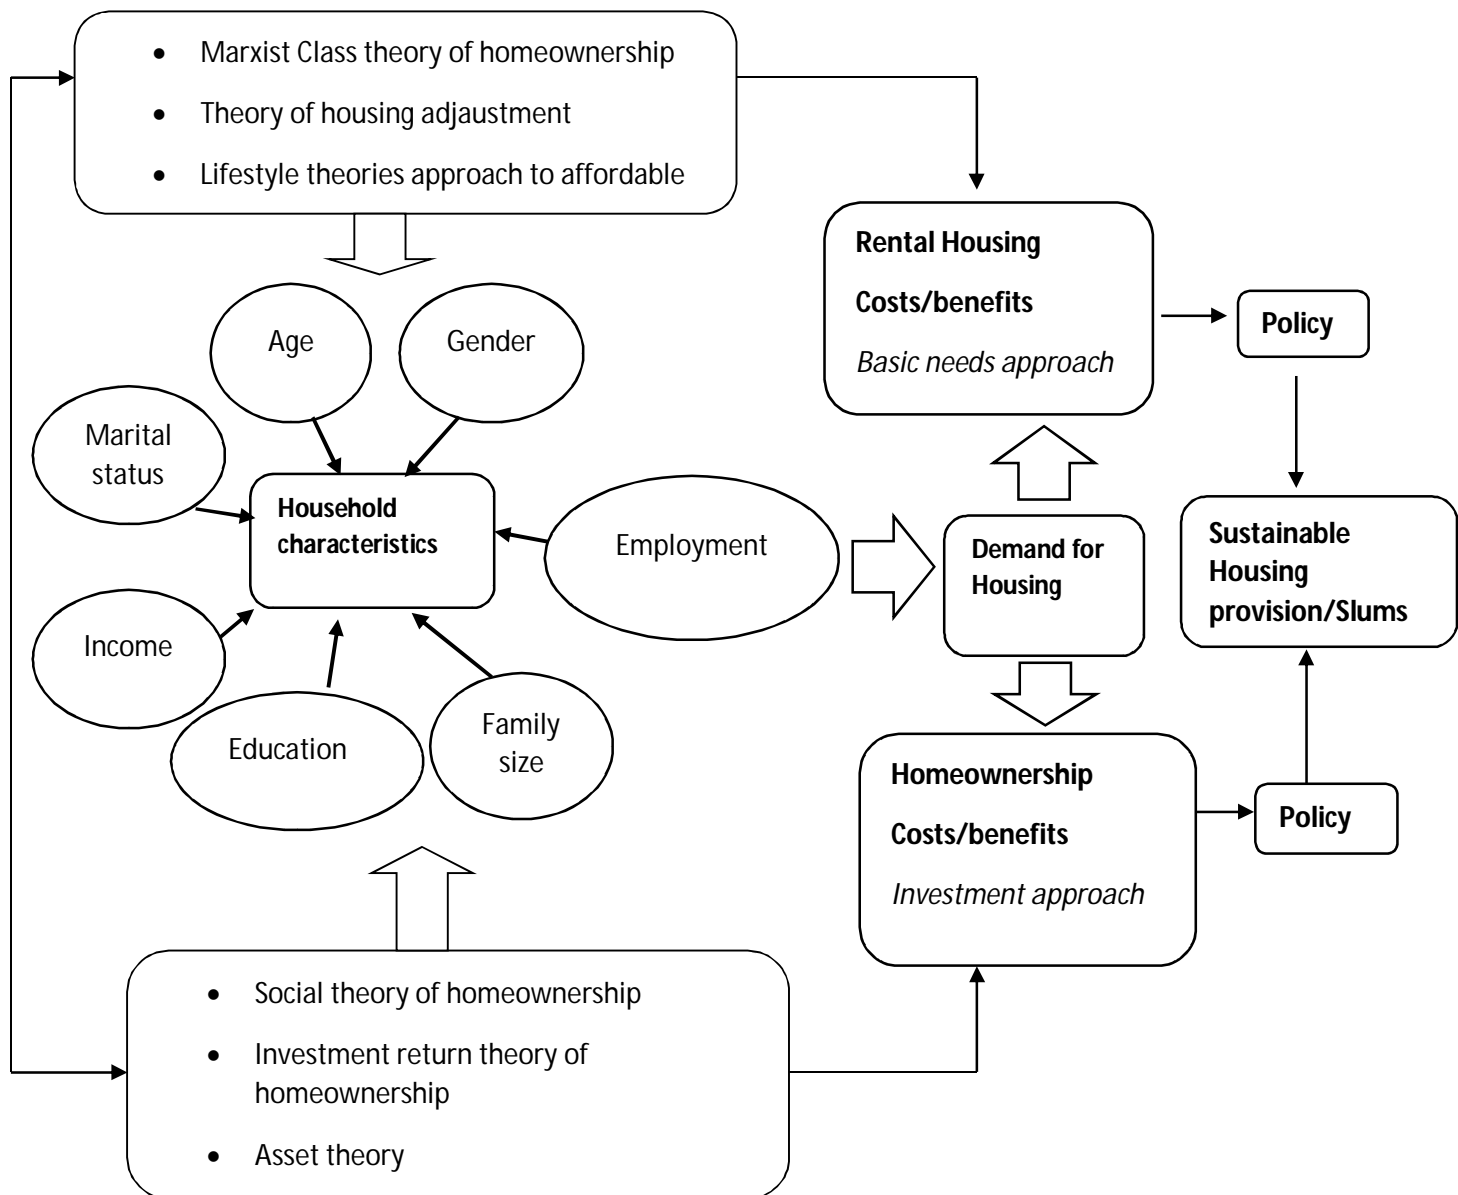 • Marxist Class theory of homeownership
• Theory of housing adjaustment
• Lifestyle theories approach to affordable
Rental Housing
Costs/benefits
Basic needs approach
Policy
Age
Gender
Marital
status
Household
characteristics
Employment
Demand for
Housing
Sustainable
Housing
provision/Slums
Income
Education
Family
size
Homeownership
Costs/benefits
Investment approach
Policy
• Social theory of homeownership
• Investment return theory of
homeownership
• Asset theory